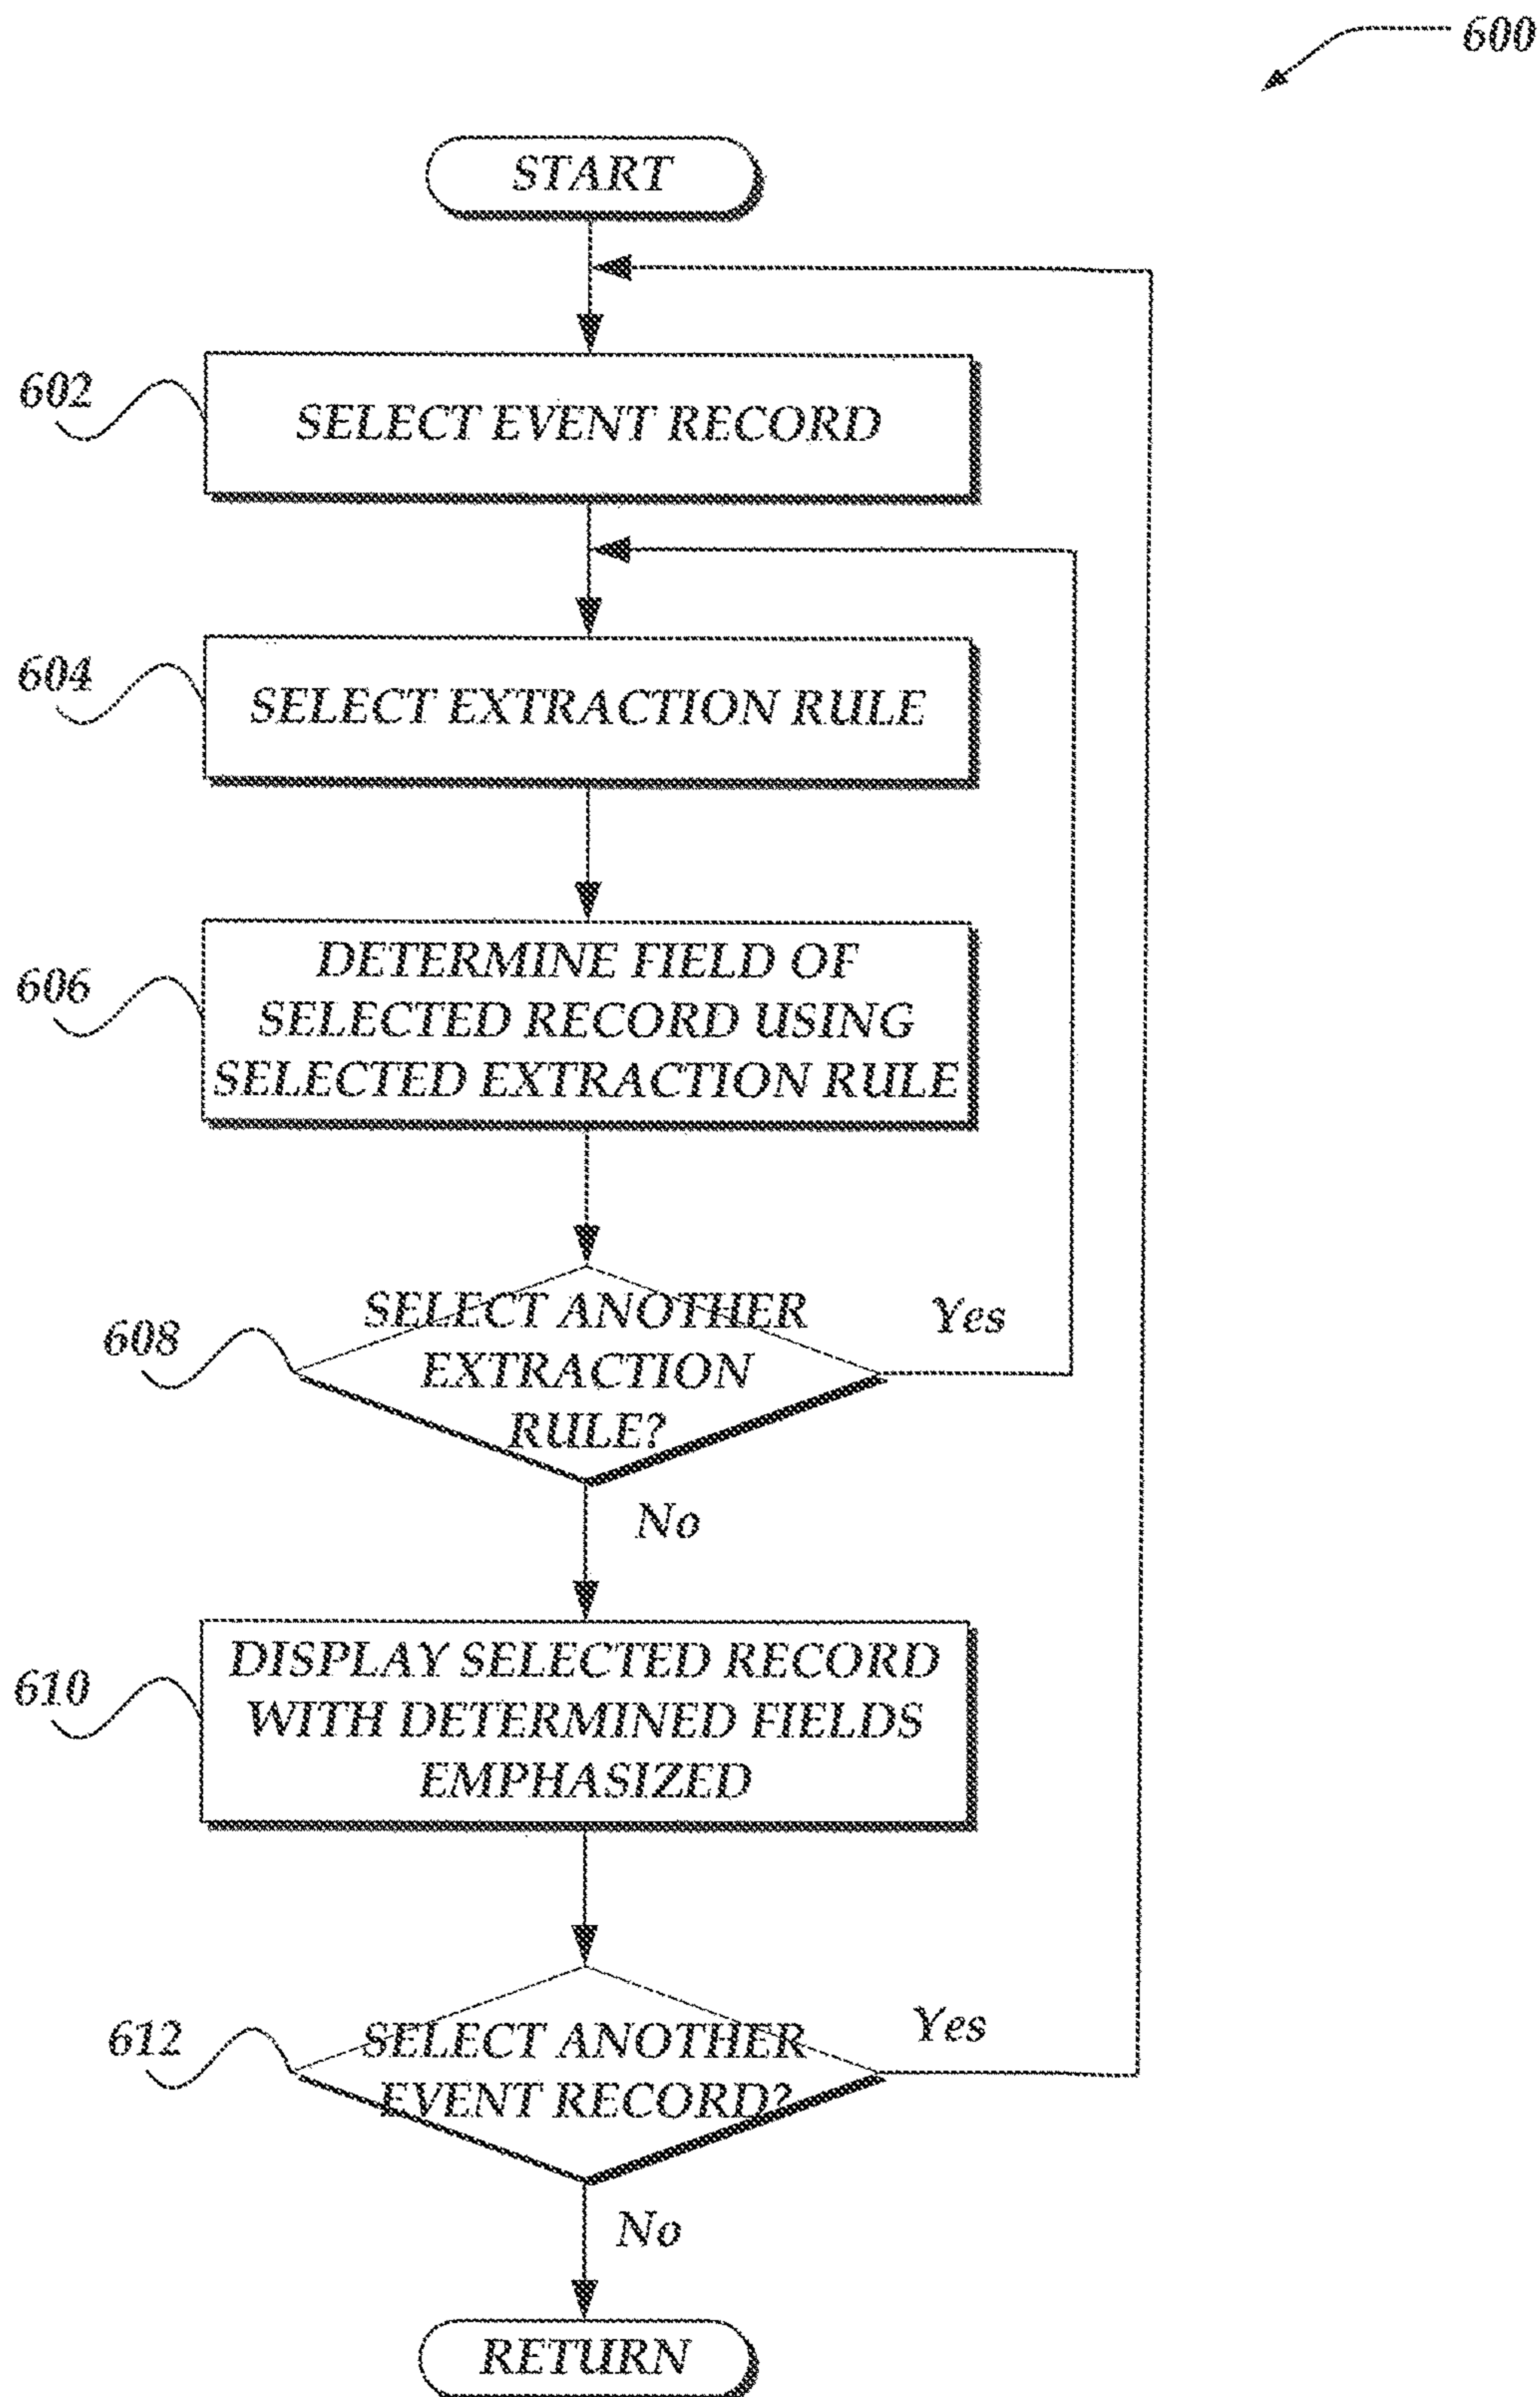 600
START
602
SELECT EVENT RECORD
604
SELECT EXTRACTION RULE
606
DETERMINE FIELD OF
SELECTED RECORD USING
SELECTED EXTRACTION RULE
608
SELECT ANOTHER
EXTRACTION
RULE?
Yes
No
610
DISPLAY SELECTED RECORD
WITH DETERMINED FIELDS
EMPHASIZED
612
SELECT ANOTHER
EVENT RECORD?
Yes
No
RETURN